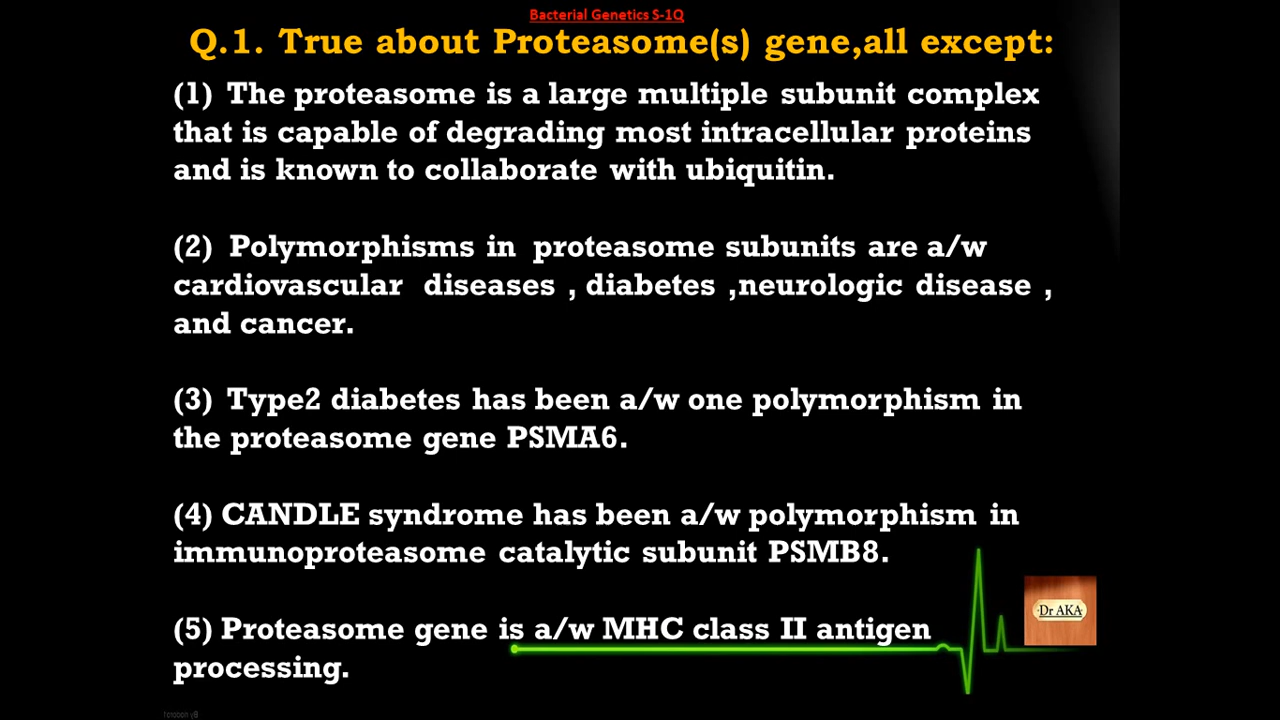 Bacterial Genetics S-1Q
Q.1. True about Proteasome(s) gene,all except:
(1) The proteasome is a large multiple subunit complex
that is capable of degrading most intracellular proteins
and is known to collaborate with ubiquitin.
(2) Polymorphisms in proteasome subunits are a/w
cardiovascular diseases , diabetes ,neurologic disease ,
and cancer.
(3) Type2 diabetes has been a/w one polymorphism in
the proteasome gene PSMA6.
(4) CANDLE syndrome has been a/w polymorphism in
immunoproteasome catalytic subunit PSMB8.
(5) Proteasome gene is a/w MHC class II antigen
processing.
Dr AKA